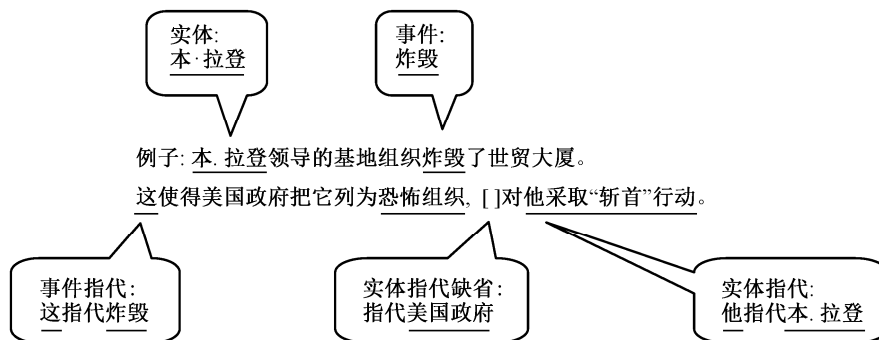 实体:
本·拉登
事件:
炸毁
例子: 本. 拉登领导的基地组织炸毁了世贸大厦。
这使得美国政府把它列为恐怖组织, [ ]对他采取“斩首”行动。
事件指代:
这指代炸毁
实体指代缺省:
指代美国政府
实体指代:
他指代本. 拉登